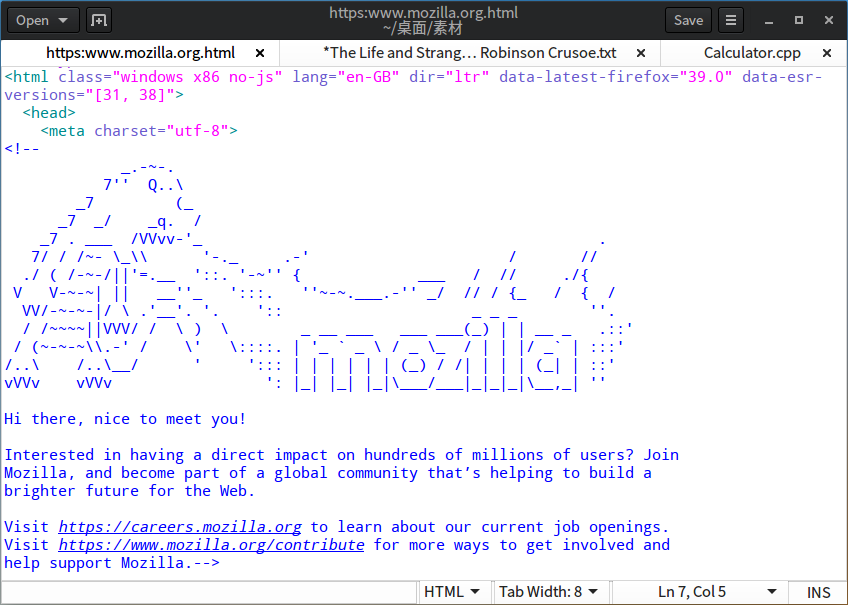 Open
https:www.mozilla.org.html
~/桌面/素材
Save
https:www.mozilla.org.html
*The Life and Strang… Robinson Crusoe.txt
Calculator.cpp
<html class="windows x86 no-js" lang="en-GB" dir="ltr" data-latest-firefox="39.0" data-esr-
versions="[31, 38]">
  <head>
    <meta charset="utf-8">
<!--
             _.-~-.
           7''  Q..\
        _7         (_
      _7  _/    _q.  /
    _7 . ___  /VVvv-'_                                            .
   7/ / /~- \_\\      '-._     .-'                      /       //
  ./ ( /-~-/||'=.__  '::. '-~'' {             ___   /  //     ./{
 V   V-~-~| ||   __''_   ':::.   ''~-~.___.-'' _/  // / {_   /  {  /
  VV/-~-~-|/ \ .'__'. '.    '::                     _ _ _        ''.
  / /~~~~||VVV/ /  \ )  \        _ __ ___   ___ ___(_) | | __ _   .::'
 / (~-~-~\\.-' /    \'   \::::. | '_ ` _ \ / _ \_  / | | |/ _` | :::'
/..\    /..\__/      '     '::: | | | | | | (_) / /| | | | (_| | ::'
vVVv    vVVv                 ': |_| |_| |_|\___/___|_|_|_|\__,_| ''
Hi there, nice to meet you!
Interested in having a direct impact on hundreds of millions of users? Join
Mozilla, and become part of a global community that’s helping to build a
brighter future for the Web.
Visit https://careers.mozilla.org to learn about our current job openings.
Visit https://www.mozilla.org/contribute for more ways to get involved and
help support Mozilla.-->
HTML
Tab Width: 8
Ln 7, Col 5
INS